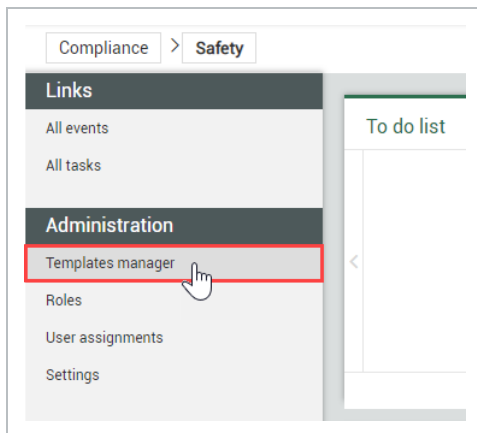 Compliance > Safety
Links
All events
To do list
All tasks
Administration
Templates manager
Roles
User assignments
Settings